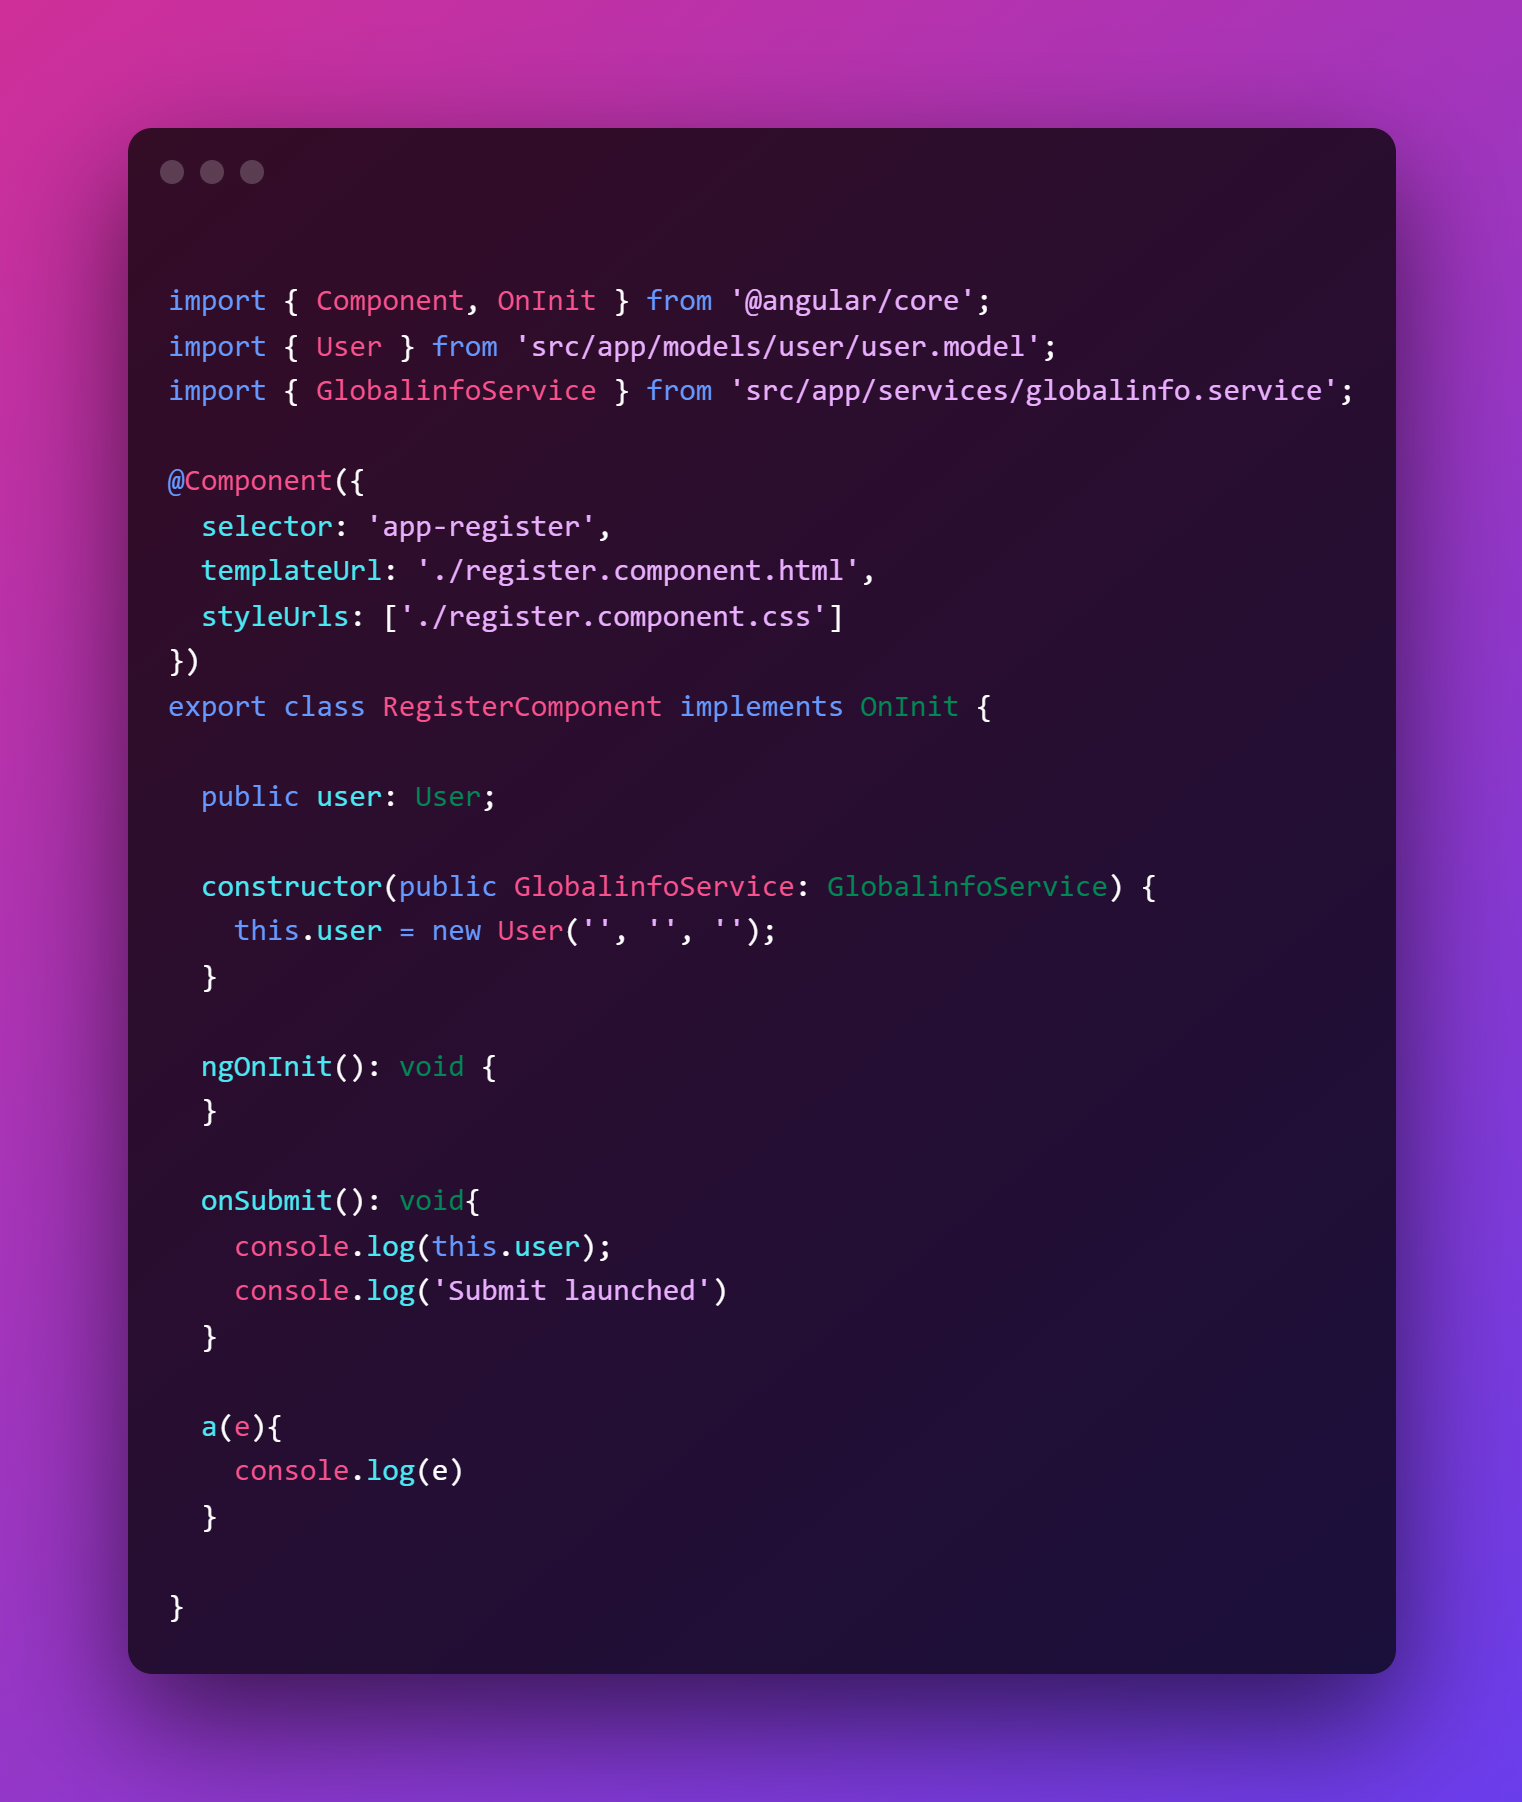 import { Component, OnInit } from '@angular/core';
import { User } from 'src/app/models/user/user.model';
import { GlobalinfoService } from 'src/app/services/globalinfo.service';

@Component({
  selector: 'app-register',
  templateUrl: './register.component.html',
  styleUrls: ['./register.component.css']
})
export class RegisterComponent implements OnInit {

  public user: User;

  constructor(public GlobalinfoService: GlobalinfoService) {
    this.user = new User('', '', '');
  }

  ngOnInit(): void {
  }

  onSubmit(): void{
    console.log(this.user);
    console.log('Submit launched')
  }

  a(e){
    console.log(e)
  }

}